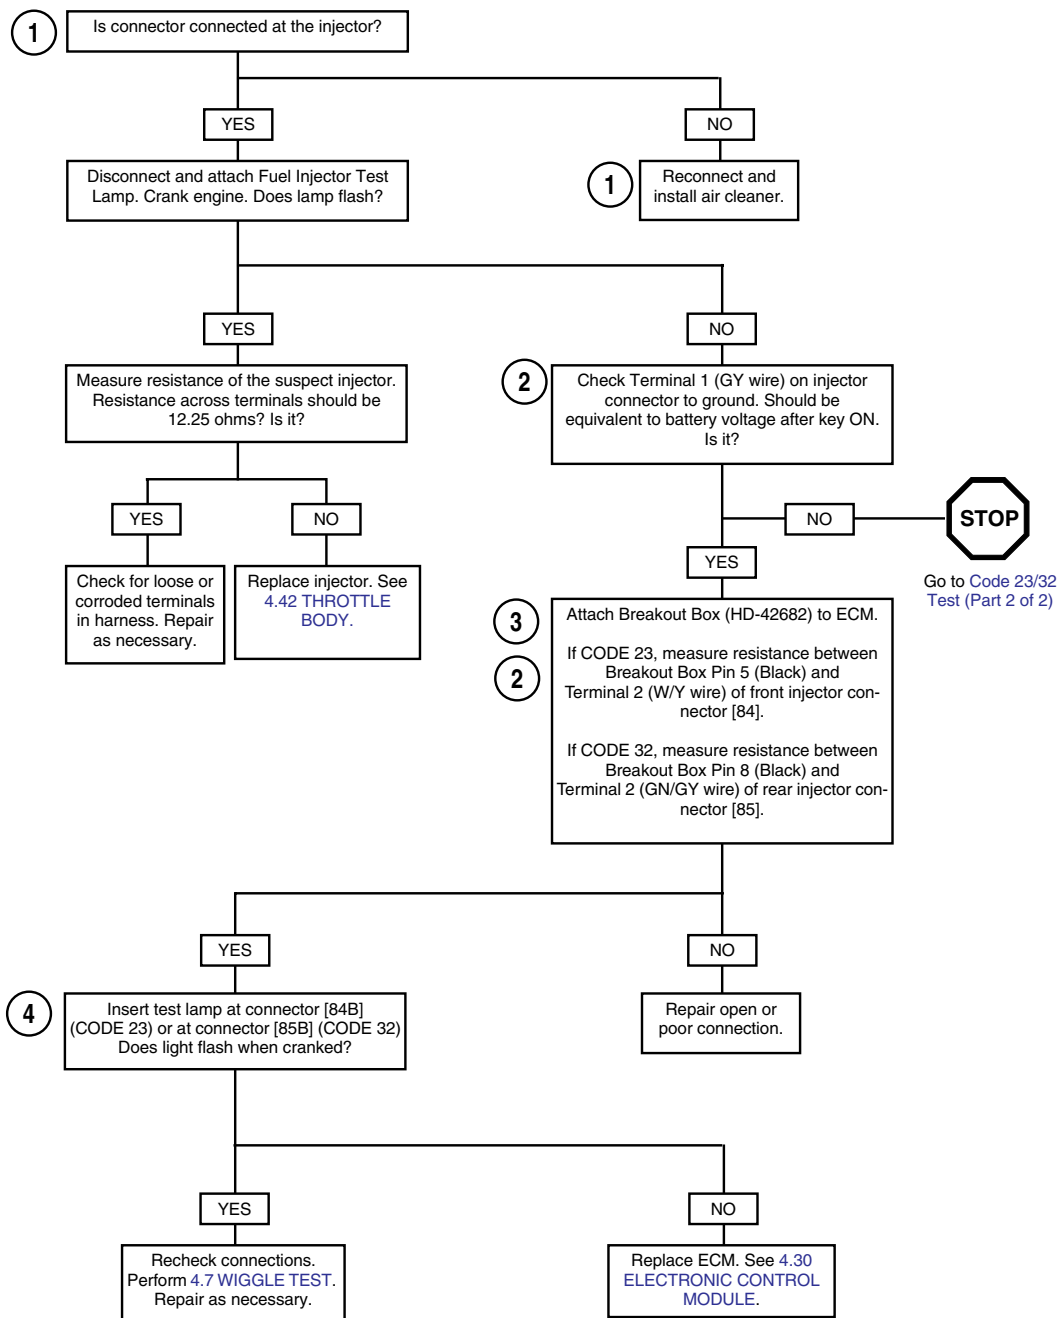 1
Is connector connected at the injector?
YES
NO
Disconnect and attach Fuel Injector Test
Lamp. Crank engine. Does lamp flash?
1
Reconnect and
install air cleaner.
YES
NO
Measure resistance of the suspect injector.
Resistance across terminals should be
12.25 ohms? Is it?
2
Check Terminal 1 (GY wire) on injector
connector to ground. Should be
equivalent to battery voltage after key ON.
Is it?
YES
NO
NO
STOP
Go to Code 23/32
Test (Part 2 of 2)
YES
Check for loose or
corroded terminals
in harness. Repair
as necessary.
Replace injector. See
4.42 THROTTLE
BODY.
3
2
Attach Breakout Box (HD-42682) to ECM.
If CODE 23, measure resistance between
Breakout Box Pin 5 (Black) and
Terminal 2 (W/Y wire) of front injector con-
nector [84].
If CODE 32, measure resistance between
Breakout Box Pin 8 (Black) and
Terminal 2 (GN/GY wire) of rear injector con-
nector [85].
YES
NO
4
Insert test lamp at connector [84B]
(CODE 23) or at connector [85B] (CODE 32)
Does light flash when cranked?
Repair open or
poor connection.
YES
NO
Recheck connections.
Perform 4.7 WIGGLE TEST.
Repair as necessary.
Replace ECM. See 4.30
ELECTRONIC CONTROL
MODULE.